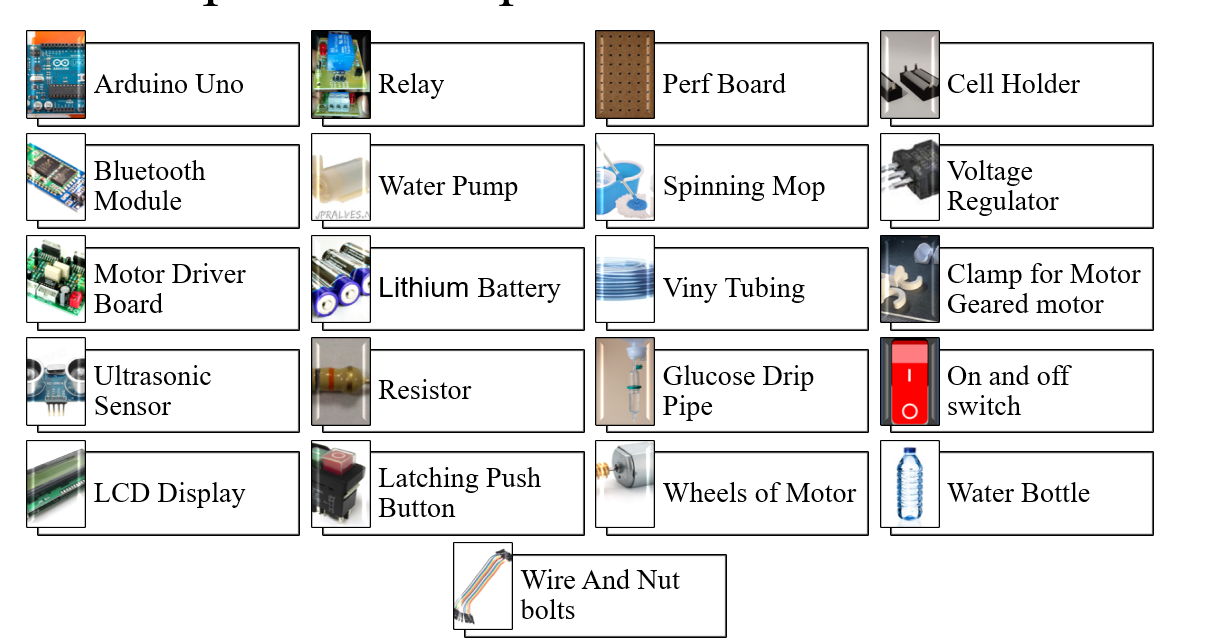 Arduino Uno
Relay
Perf Board
Cell Holder
Bluetooth
Module
Water Pump
Spinning Mop
Voltage
Regulator
Motor Driver
Board
Lithium Battery
Viny Tubing
Clamp for Motor
Geared motor
Ultrasonic
Sensor
Resistor
Glucose Drip
Pipe
On and off
switch
LCD Display
Latching Push
Button
Wheels of Motor
Water Bottle
Wire And Nut
bolts